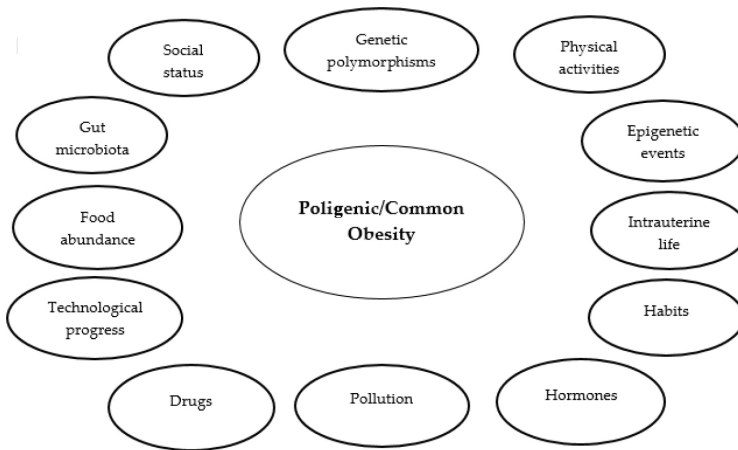 Social
status
Genetic
polymorphisms
Physical
activities
Gut
microbiota
Epigenetic
events
Poligenic/Common
Obesity
Food
abundance
Intrauterine
life
Technological
progress
Habits
Drugs
Pollution
Hormones